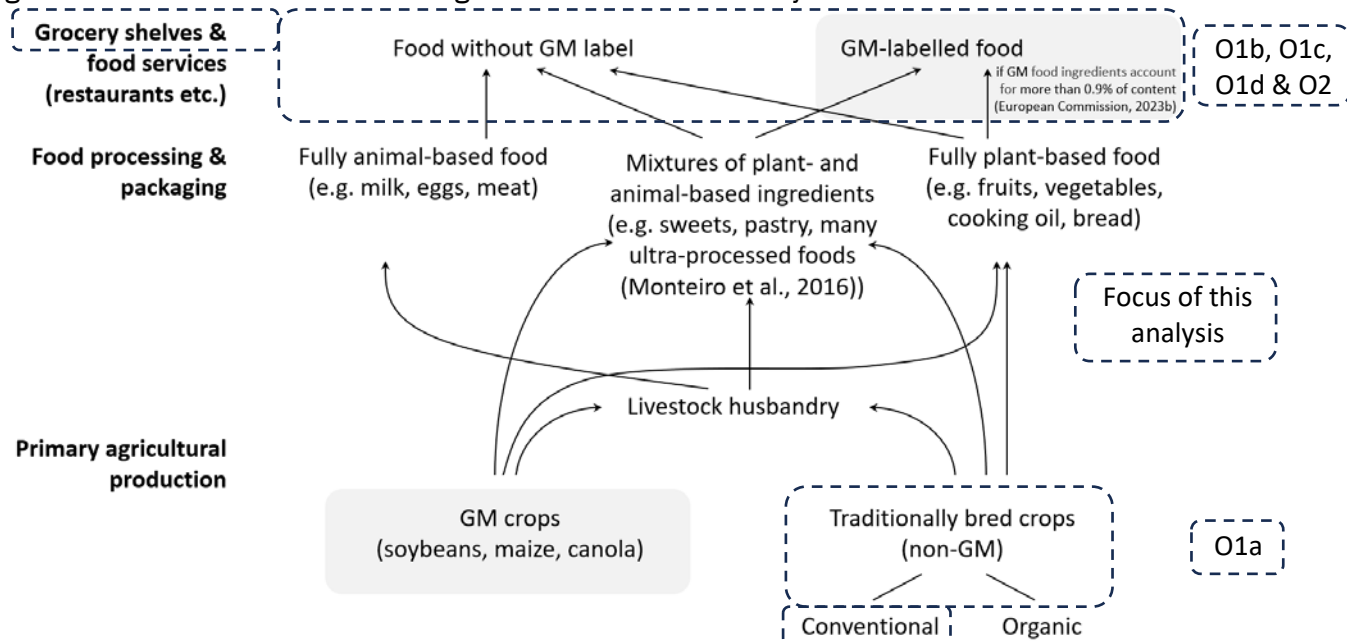 Grocery shelves &
food services
(restaurants etc.)
Food without GM label
GM-labelled food
if GM food ingredients account
for more than 0.9% of content
(European Commission, 2023b)
O1b, O1c,
O1d & O2
Food processing &
packaging
Fully animal-based food
(e.g. milk, eggs, meat)
Mixtures of plant- and
animal-based ingredients
(e.g. sweets, pastry, many
ultra-processed foods
(Monteiro et al., 2016))
Fully plant-based food
(e.g. fruits, vegetables,
cooking oil, bread)
Focus of this
analysis
Livestock husbandry
Primary agricultural
production
GM crops
(soybeans, maize, canola)
Traditionally bred crops
(non-GM)
O1a
Conventional
Organic